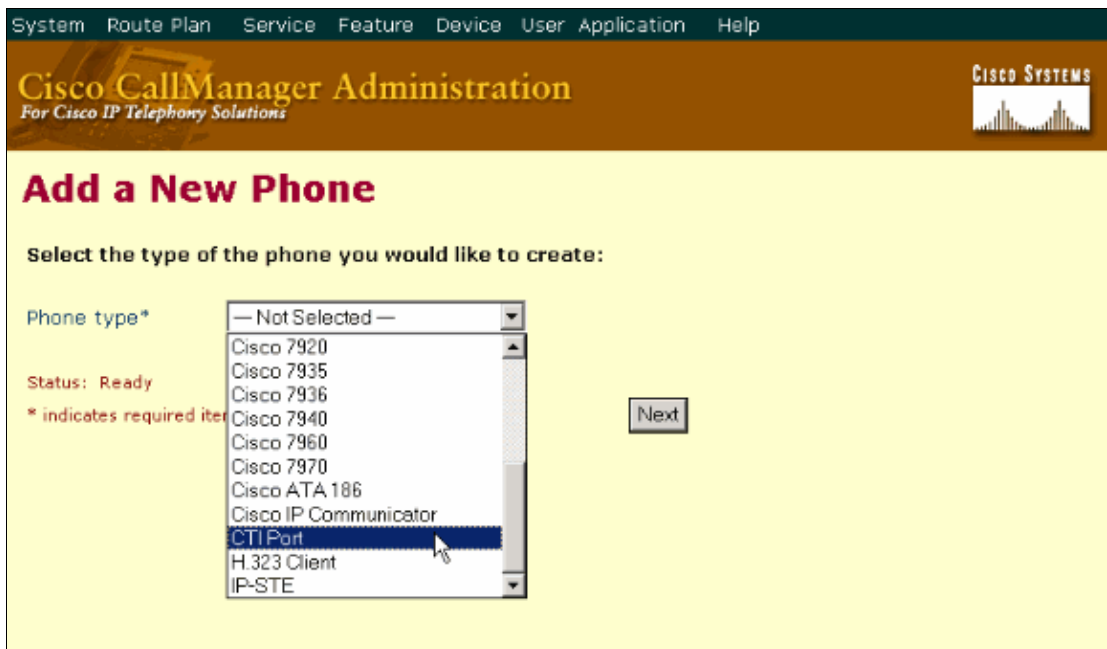 System Route Plan Service Feature Device User Application Help
Cisco CallManager Administration
For Cisco IP Telephony Solutions
CISCO SYSTEMS
Add a New Phone
Select the type of the phone you would like to create:
Phone type*
— Not Selected —
Cisco 7920
Cisco 7935
Cisco 7936
Cisco 7940
Cisco 7960
Cisco 7970
Cisco ATA 186
Cisco IP Communicator
CTI Port
H.323 Client
IP-STE
Status: Ready
* indicates required
Next